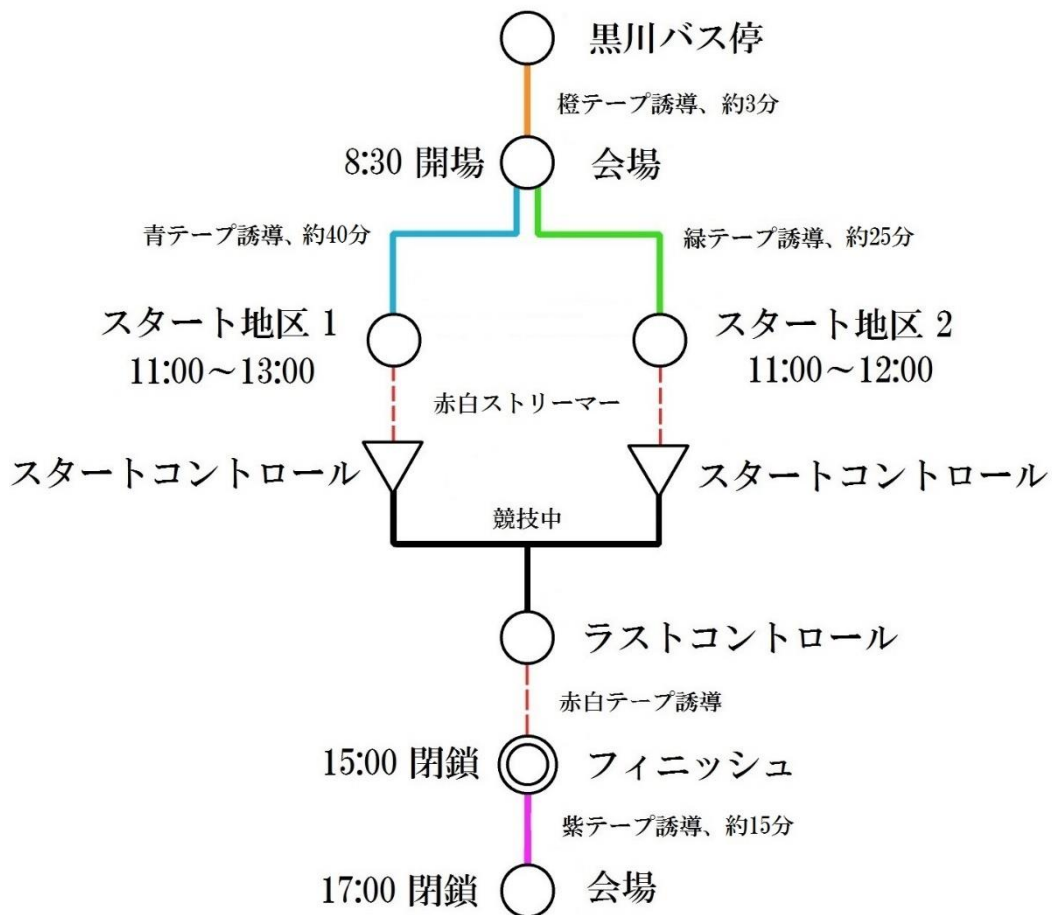 黒川バス停
橙テープ誘導、約3分
8:30 開場
会場
青テープ誘導、約40分
緑テープ誘導、約25分
スタート地区 1
11:00～13:00
スタート地区 2
11:00～12:00
赤白ストリーマー
スタートコントロール
スタートコントロール
競技中
ラストコントロール
赤白テープ誘導
15:00 閉鎖
フィニッシュ
紫テープ誘導、約15分
17:00 閉鎖
会場